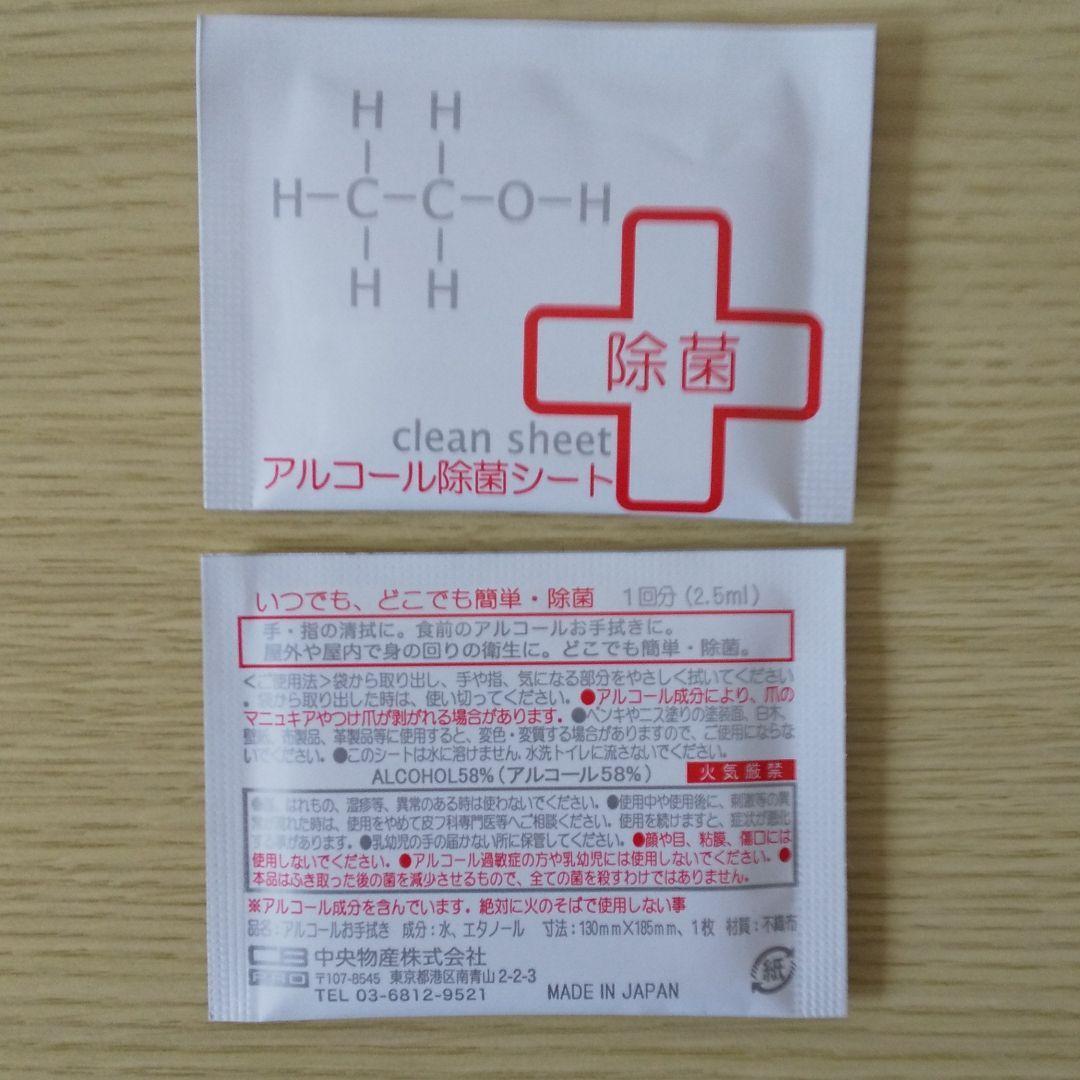 H H
H-C-C-O-H
H H
除菌
clean sheet
アルコール除菌シート
いつでも、どこでも簡単・除菌 1回分(2.5ml)
手・指の清拭に。食前のアルコールお手拭きに。
屋外や屋内で身の回りの衛生に。どこでも簡単・除菌。
<ご使用法>袋から取り出し、手や指、気になる部分をやさしく拭いてください
。袋から取り出した時は、使い切ってください。●アルコール成分により、爪の
マニュキアやつけ爪が剥がれる場合があります。●ペンキやニス塗りの塗装面、白木、
壁紙、布製品、革製品等に使用すると、変色・変質する場合がありますので、ご使用にならな
いでください。●このシートは水に溶けません。水洗トイレに流さないでください。
ALCOHOL58%(アルコール58%) 火気厳禁
はれもの、湿疹等、異常のある時は使わないでください。●使用中や使用後に、刺激等の異
れた時は、使用をやめて皮フ科専門医等へご相談ください。使用を続けますと、症状が悪化
する事があります。●乳幼児の手の届かない所に保管してください。●顔や目、粘膜、傷口には
使用しないでください。●アルコール過敏症の方や乳幼児には使用しないでください。●
本品はふき取った後の菌を減少させるもので、全ての菌を殺すわけではありません。
※アルコール成分を含んでいます。絶対に火のそばで使用しない事
品名:アルコールお手拭き 成分:水、エタノール 寸法:130mm×185mm、1枚 材質:不織布
中央物産株式会社
〒107-8545 東京都港区南青山2-2-3
TEL 03-6812-9521 MADE IN JAPAN
紙